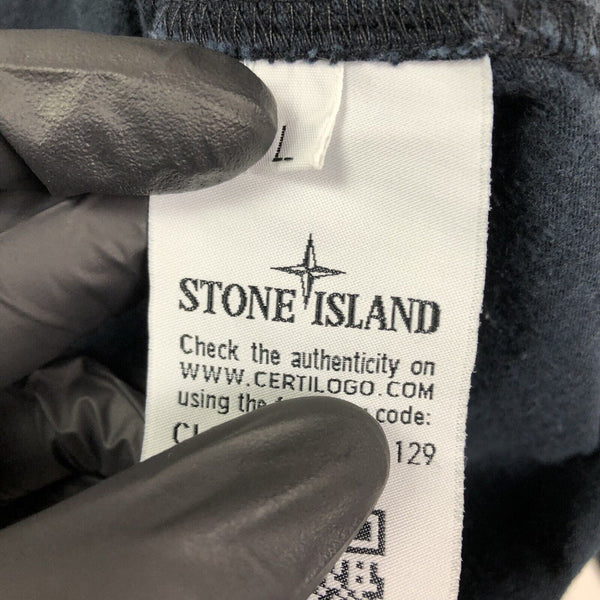 L
STONE ISLAND
Check the authenticity on
WWW.CERTILOGO.COM
using the code:
129